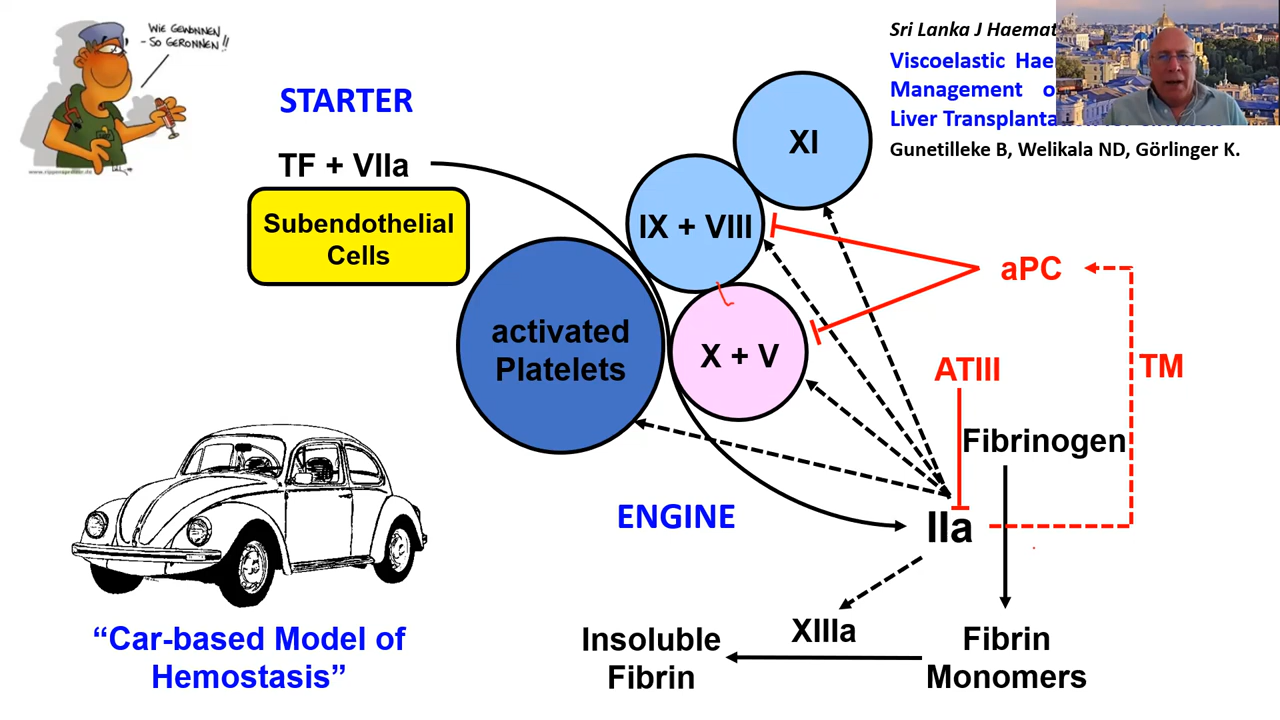 WIE GEWONNEN
- SO GERONNEN!!
Sri Lanka J Haemat
Viscoelastic Hae
Management o
Liver Transplanta
Gunetilleke B, Welikala ND, Görlinger K.
STARTER
TF + VIIa
Subendothelial
Cells
XI
IX + VIII
activated
Platelets
X + V
aPC
ATIII
TM
Fibrinogen
ENGINE
IIa
XIIIa
Insoluble
Fibrin
Fibrin
Monomers
“Car-based Model of
Hemostasis”